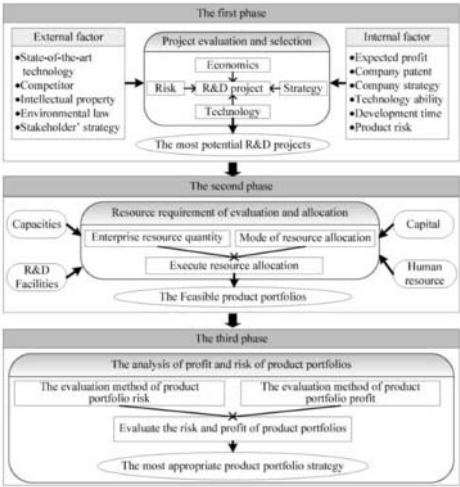 The first phase
External factor
●State-of-the-art
technology
●Competitor
●Intellectual property
●Environmental law
●Stakeholder' strategy
Project evaluation and selection
Economics
Risk
R&D project
Strategy
Technology
The most potential R&D projects
Internal factor
●Expected profit
●Company patent
●Company strategy
●Technology ability
●Development time
●Product risk
The second phase
Capacities
R&D
Facilities
Resource requirement of evaluation and allocation
Enterprise resource quantity
Mode of resource allocation
Execute resource allocation
The Feasible product portfolios
Capital
Human
resource
The third phase
The analysis of profit and risk of product portfolios
The evaluation method of product
portfolio risk
The evaluation method of product
portfolio profit
Evaluate the risk and profit of product portfolios
The most appropriate product portfolio strategy